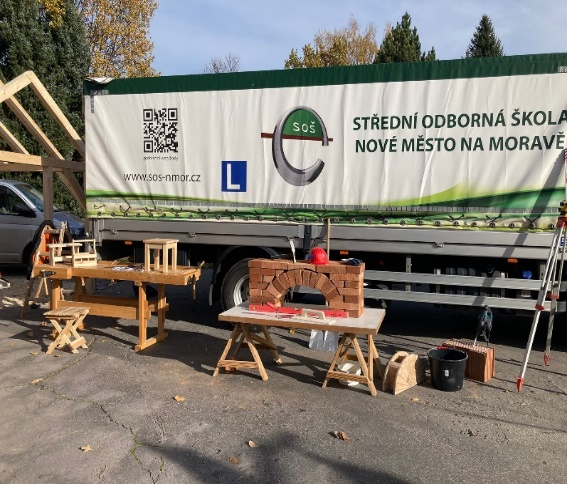 STŘEDNÍ ODBORNÁ ŠKOLA
NOVÉ MĚSTO NA MORAVĚ
SOŠ
www.sos-nmor.cz
L